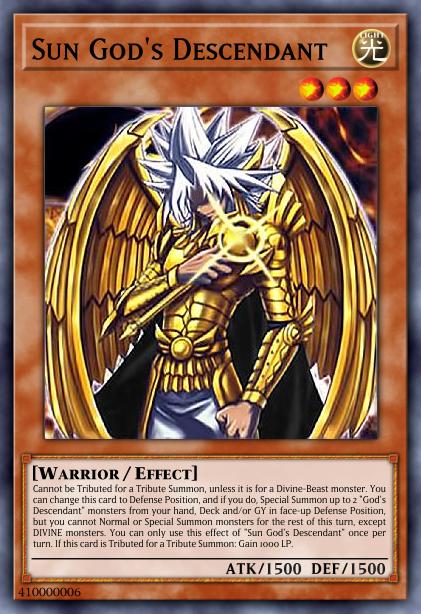 Sun God's Descendant
LIGHT
光
[Warrior / Effect]
Cannot be Tributed for a Tribute Summon, unless it is for a Divine-Beast monster. You
can change this card to Defense Position, and if you do, Special Summon up to 2 "God's
Descendant" monsters from your hand, Deck and/or GY in face-up Defense Position,
but you cannot Normal or Special Summon monsters for the rest of this turn, except
DIVINE monsters. You can only use this effect of "Sun God's Descendant" once per
turn. If this card is Tributed for a Tribute Summon: Gain 1000 LP.
ATK/1500 DEF/1500
410000006